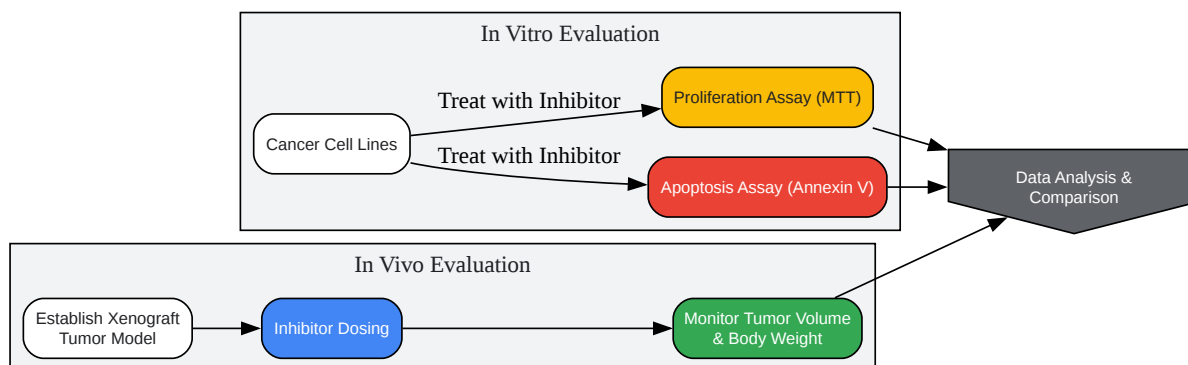 In Vitro Evaluation
Cancer Cell Lines
Treat with Inhibitor
Treat with Inhibitor
Proliferation Assay (MTT)
Apoptosis Assay (Annexin V)
Data Analysis &
Comparison
In Vivo Evaluation
Establish Xenograft
Tumor Model
Inhibitor Dosing
Monitor Tumor Volume
& Body Weight